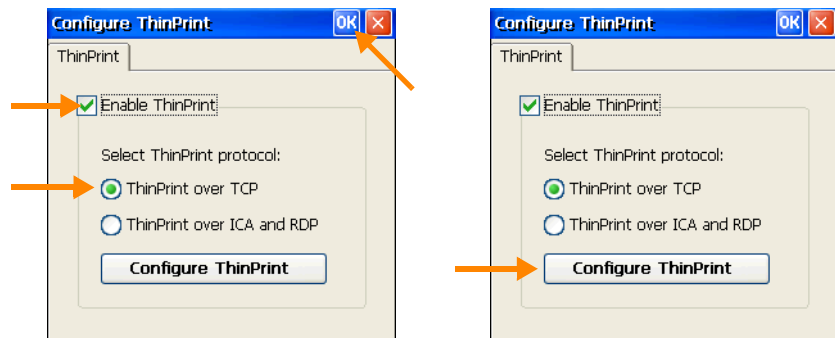 Configure ThinPrint OK
ThinPrint
Enable ThinPrint
Select ThinPrint protocol:
ThinPrint over TCP
ThinPrint over ICA and RDP
Configure ThinPrint
Configure ThinPrint OK
ThinPrint
Enable ThinPrint
Select ThinPrint protocol:
ThinPrint over TCP
ThinPrint over ICA and RDP
Configure ThinPrint